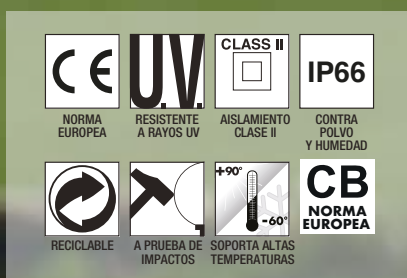 CE
NORMA
EUROPEA
U.V.
RESISTENTE
A RAYOS UV
CLASS II
AISLAMIENTO
CLASE II
IP66
CONTRA
POLVO
Y HUMEDAD
RECICLABLE
A PRUEBA DE
IMPACTOS
+90°
-60°
SOPORTA ALTAS
TEMPERATURAS
CB
NORMA
EUROPEA